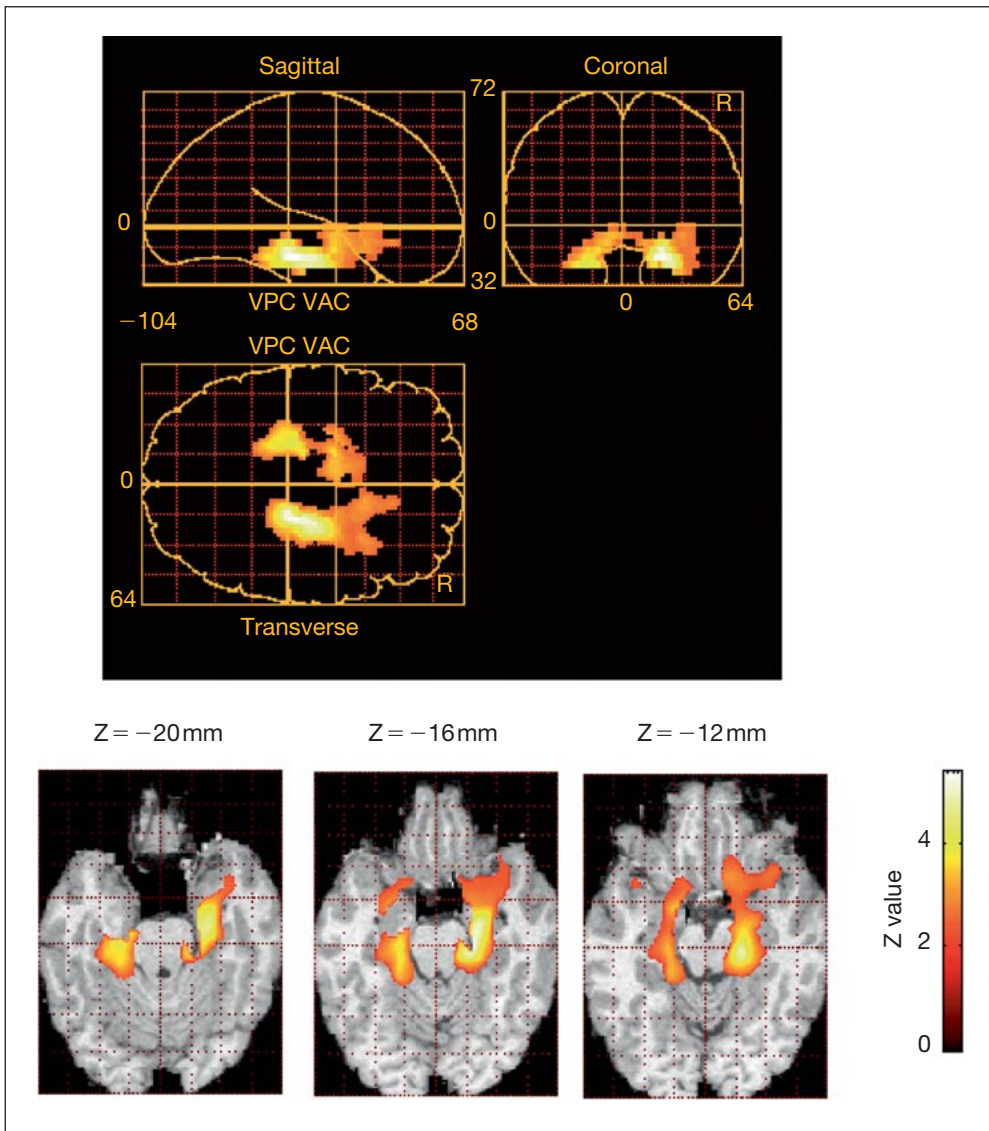 Sagittal
Coronal
72
R
0
0
32
VPC VAC
0
64
−104
68
VPC VAC
0
R
64
Transverse
Z = −20 mm
Z = −16 mm
Z = −12 mm
4
2
0
Z value